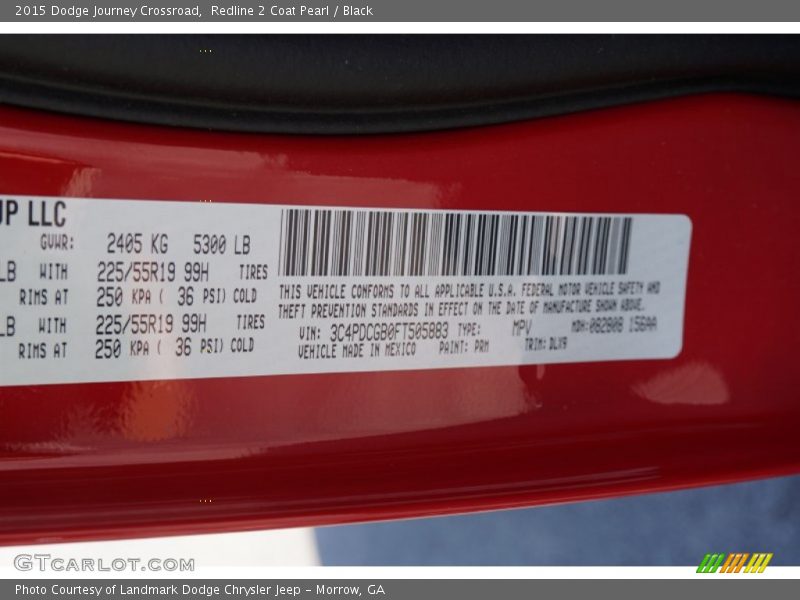 2015 Dodge Journey Crossroad, Redline 2 Coat Pearl / Black
UP LLC
GVWR: 2405 KG 5300 LB
LB WITH 225/55R19 99H TIRES
RIMS AT 250 KPA ( 36 PSI) COLD
LB WITH 225/55R19 99H TIRES
RIMS AT 250 KPA ( 36 PSI) COLD
THIS VEHICLE CONFORMS TO ALL APPLICABLE U.S.A. FEDERAL MOTOR VEHICLE SAFETY AND
THEFT PREVENTION STANDARDS IN EFFECT ON THE DATE OF MANUFACTURE SHOWN ABOVE.
VIN: 3C4PDCGB0FT505883 TYPE: MPV MDH:082808 156AA
VEHICLE MADE IN MEXICO PAINT: PRM TRIM: DLX9
GTCARLOT.COM
Photo Courtesy of Landmark Dodge Chrysler Jeep – Morrow, GA